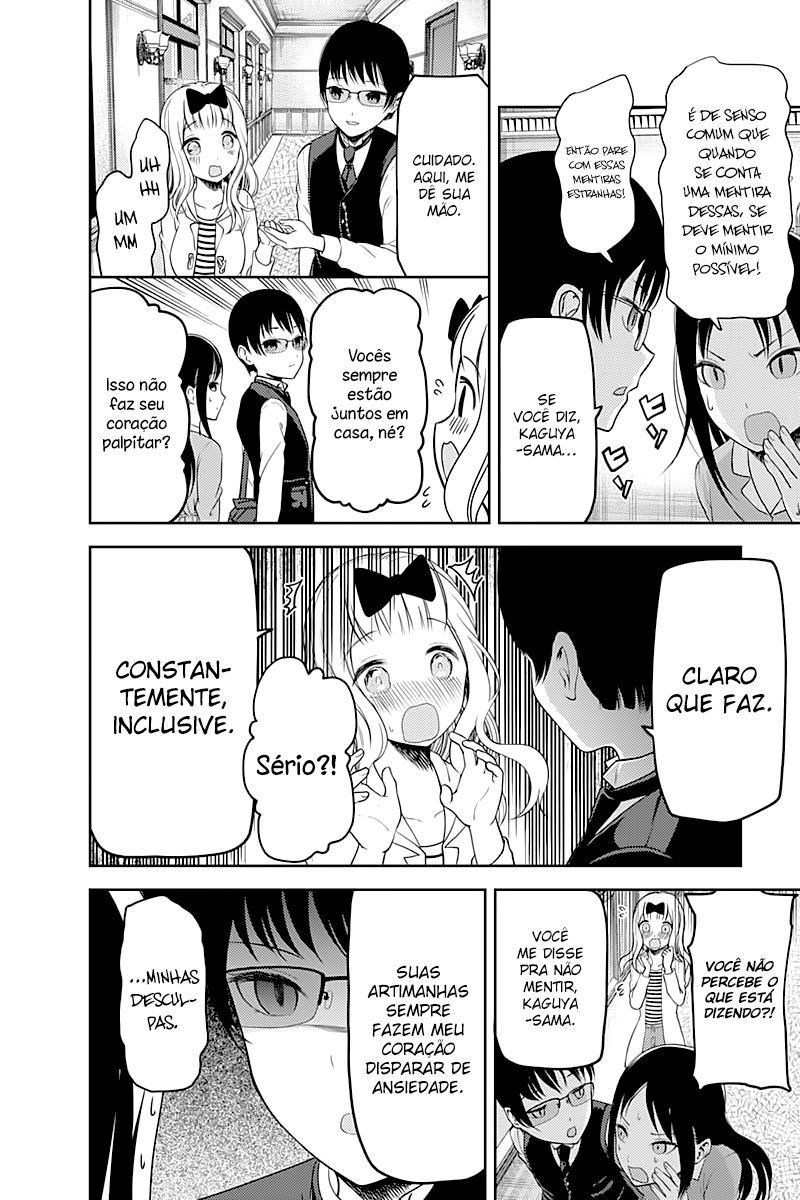 É DE SENSO
COMUM QUE
QUANDO
SE CONTA
UMA MENTIRA
DESSAS, SE
DEVE MENTIR
O MÍNIMO
POSSÍVEL!
ENTÃO PARE
COM ESSAS
MENTIRAS
ESTRANHAS!
SE
VOCÊ DIZ,
KAGUYA
-SAMA...
ヒソ
ヒソ
CUIDADO.
AQUI, ME
DÊ SUA
MÃO.
UH
HH
UM
MM
Vocês
sempre
estão
juntos em
casa, né?
Isso não
faz seu
coração
palpitar?
CLARO
QUE FAZ.
Sério?!
CONSTAN-
TEMENTE,
INCLUSIVE.
VOCÊ NÃO
PERCEBE O
QUE ESTÁ
DIZENDO?!
VOCÊ
ME DISSE
PRA NÃO
MENTIR,
KAGUYA
-SAMA.
SUAS
ARTIMANHAS
SEMPRE
FAZEM MEU
CORAÇÃO
DISPARAR DE
ANSIEDADE.
...MINHAS
DESCUL-
PAS.